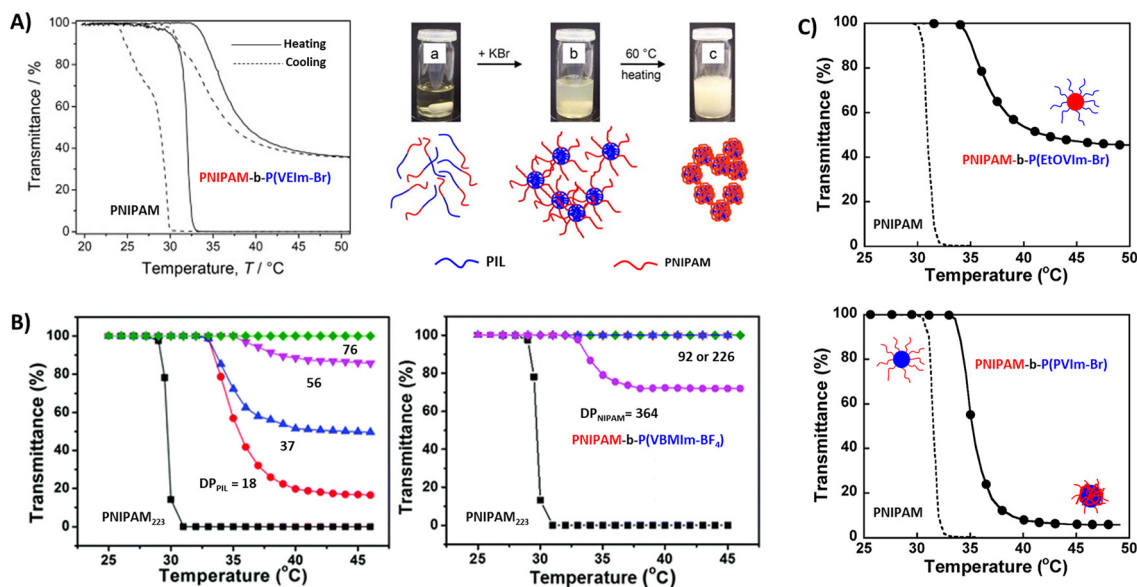 A)
Transmittance / %
100
80
60
40
20
0
Heating
Cooling
PNIPAM-b-P(VEIm-Br)
PNIPAM
20 25 30 35 40 45 50
Temperature, T / °C
a
+ KBr
b
60 °C
heating
c
PIL
PNIPAM
B)
Transmittance (%)
100
80
60
40
20
0
76
56
37
DP_PIL = 18
PNIPAM_223
25 30 35 40 45
Temperature (°C)
Transmittance (%)
100
80
60
40
20
0
92 or 226
DP_NIPAM = 364
PNIPAM-b-P(VBMIm-BF_4)
PNIPAM_223
25 30 35 40 45
Temperature (°C)
C)
Transmittance (%)
100
80
60
40
20
0
PNIPAM-b-P(EtOVIm-Br)
PNIPAM
25 30 35 40 45 50
Temperature (°C)
Transmittance (%)
100
80
60
40
20
0
PNIPAM-b-P(PVIm-Br)
PNIPAM
25 30 35 40 45 50
Temperature (°C)